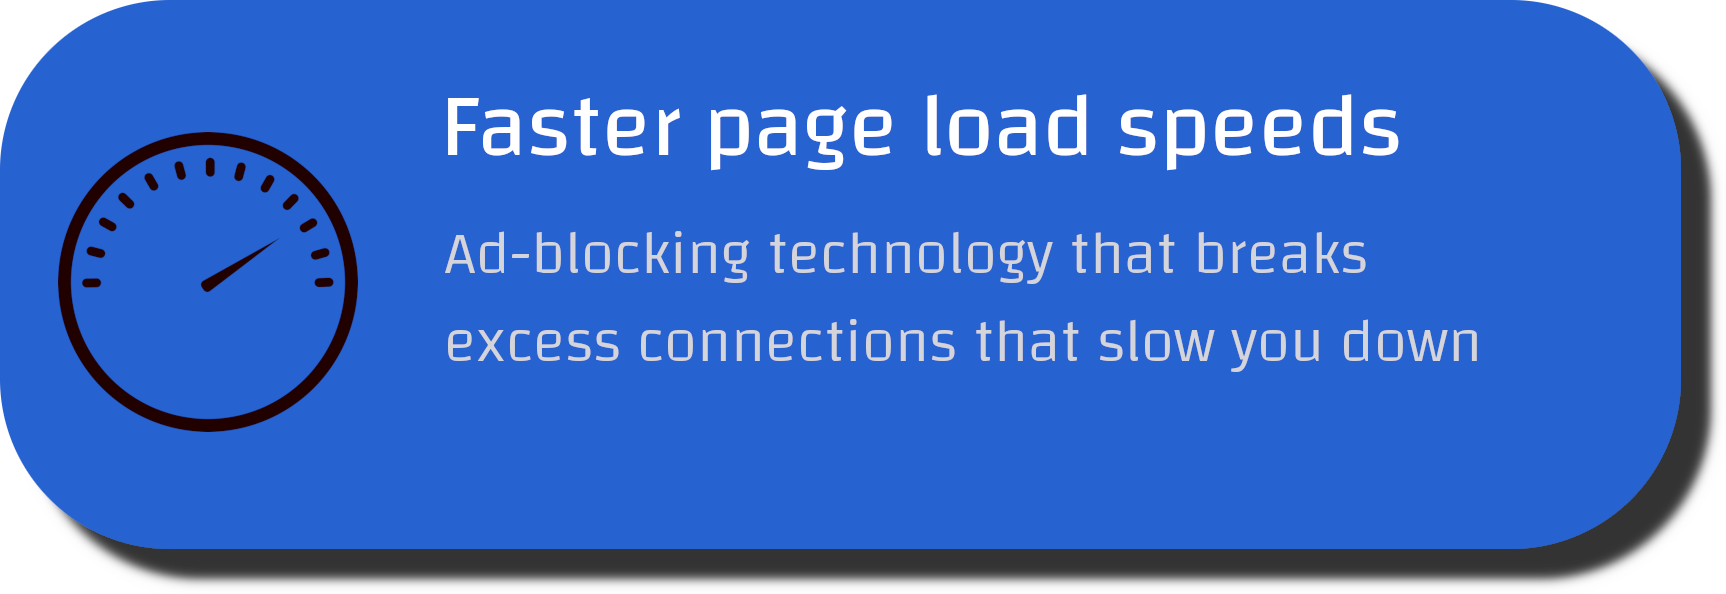 Faster page load speeds
Ad-blocking technology that breaks
excess connections that slow you down